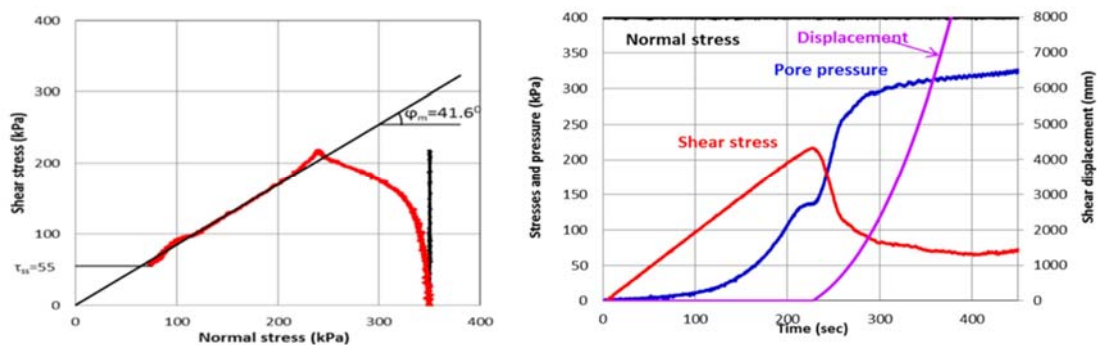 400
300
200
100
0
Shear stress (kPa)
φm=41.6⁰
τss=55
0 100 200 300 400
Normal stress (kPa)
400
350
300
250
200
150
100
50
0
Stresses and pressure (kPa)
Normal stress
Displacement
Pore pressure
Shear stress
8000
7000
6000
5000
4000
3000
2000
1000
0
Shear displacement (mm)
0 100 200 300 400
Time (sec)